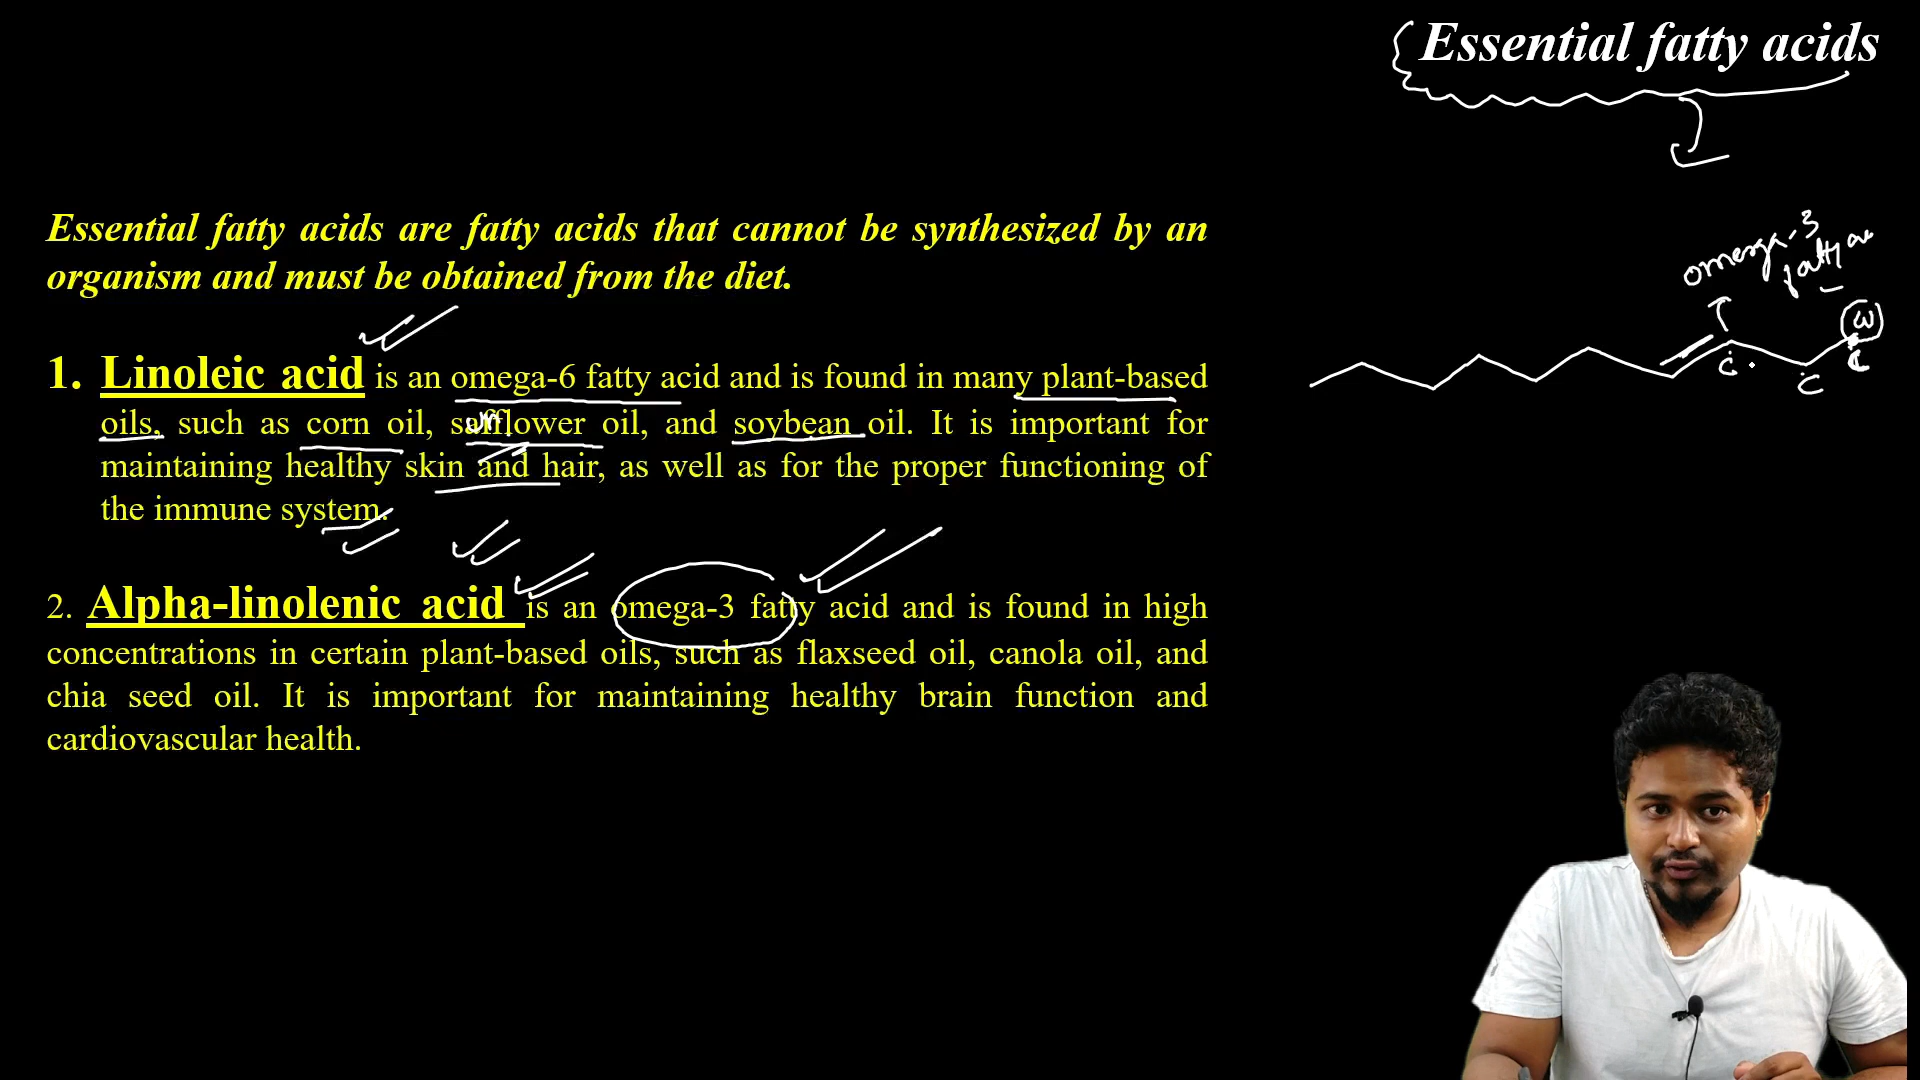 Essential fatty acids
Essential fatty acids are fatty acids that cannot be synthesized by an
organism and must be obtained from the diet.
omega-3
fatty
ω
C C C
1. Linoleic acid is an omega-6 fatty acid and is found in many plant-based
oils, such as corn oil, safflower oil, and soybean oil. It is important for
maintaining healthy skin and hair, as well as for the proper functioning of
the immune system.
2. Alpha-linolenic acid is an omega-3 fatty acid and is found in high
concentrations in certain plant-based oils, such as flaxseed oil, canola oil, and
chia seed oil. It is important for maintaining healthy brain function and
cardiovascular health.